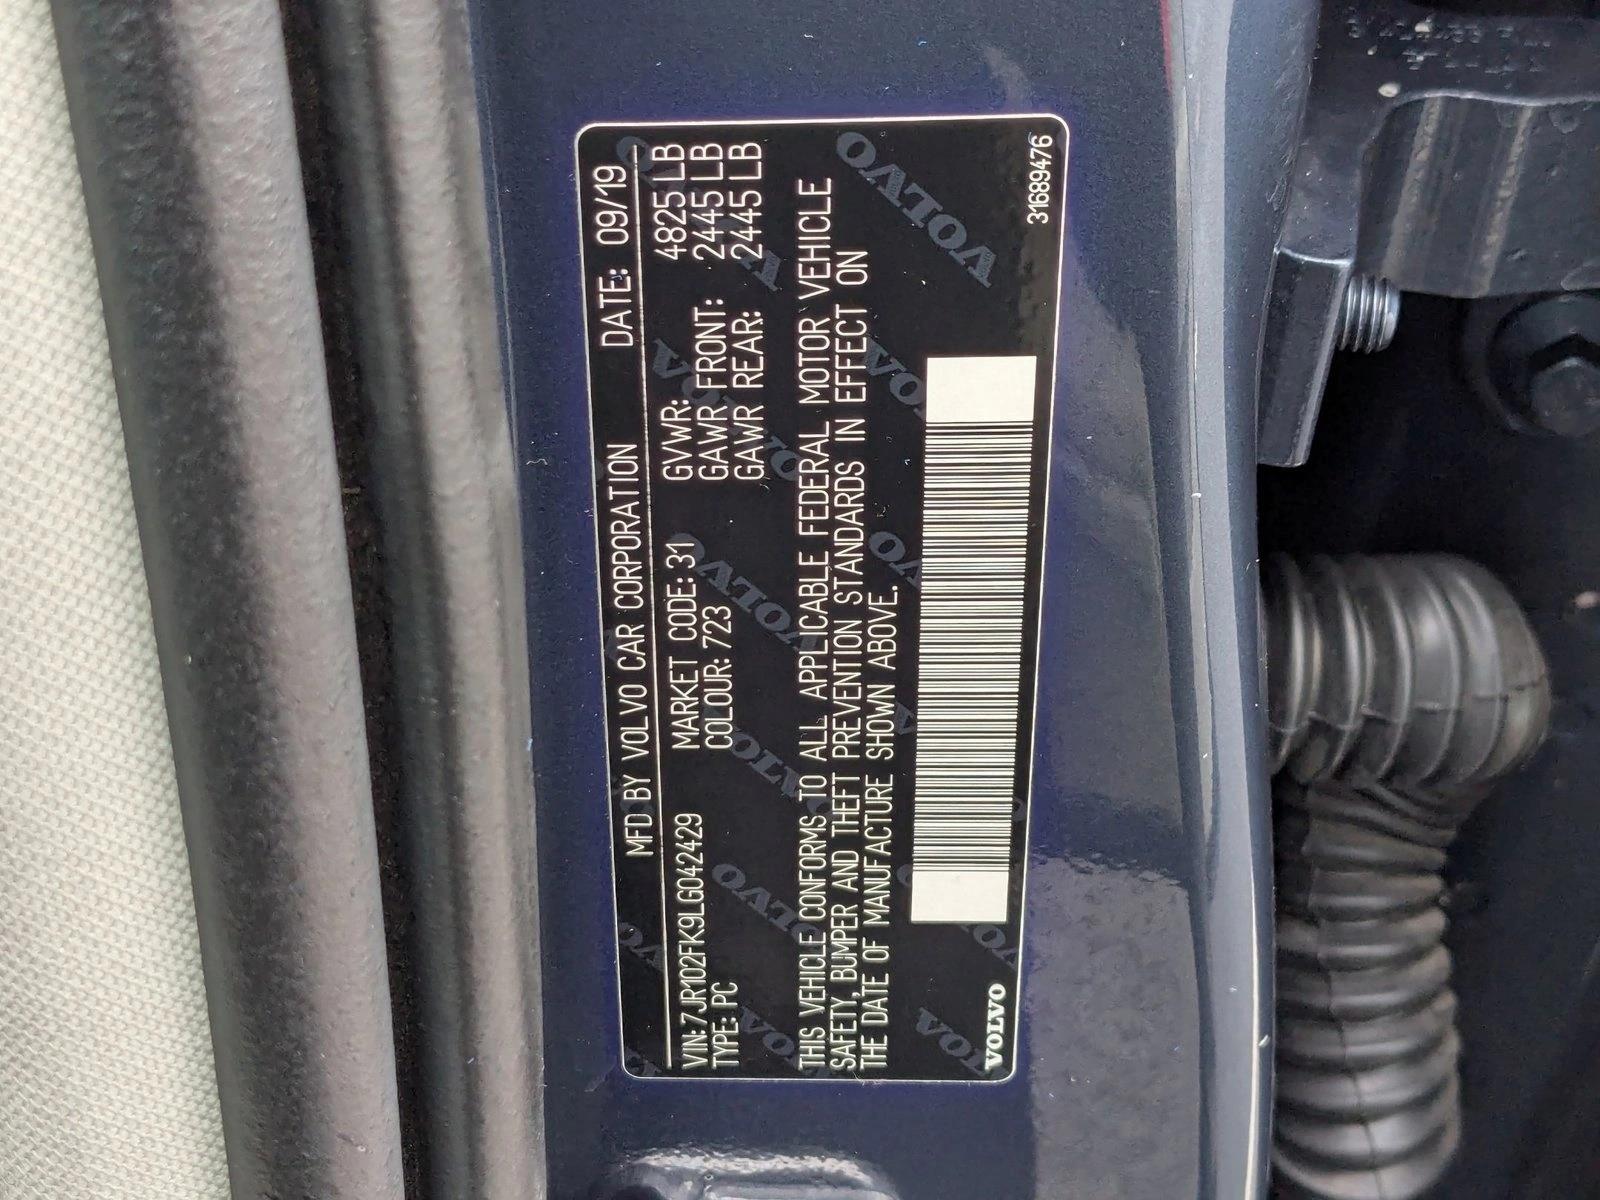 MFD BY VOLVO CAR CORPORATION DATE: 09/19
VIN: 7JR102FK9LG042429 MARKET CODE: 31 GVWR: 4825 LB
TYPE: PC COLOUR: 723 GAWR FRONT: 2445 LB
GAWR REAR: 2445 LB
THIS VEHICLE CONFORMS TO ALL APPLICABLE FEDERAL MOTOR VEHICLE
SAFETY, BUMPER AND THEFT PREVENTION STANDARDS IN EFFECT ON
THE DATE OF MANUFACTURE SHOWN ABOVE.
VOLVO 31689476